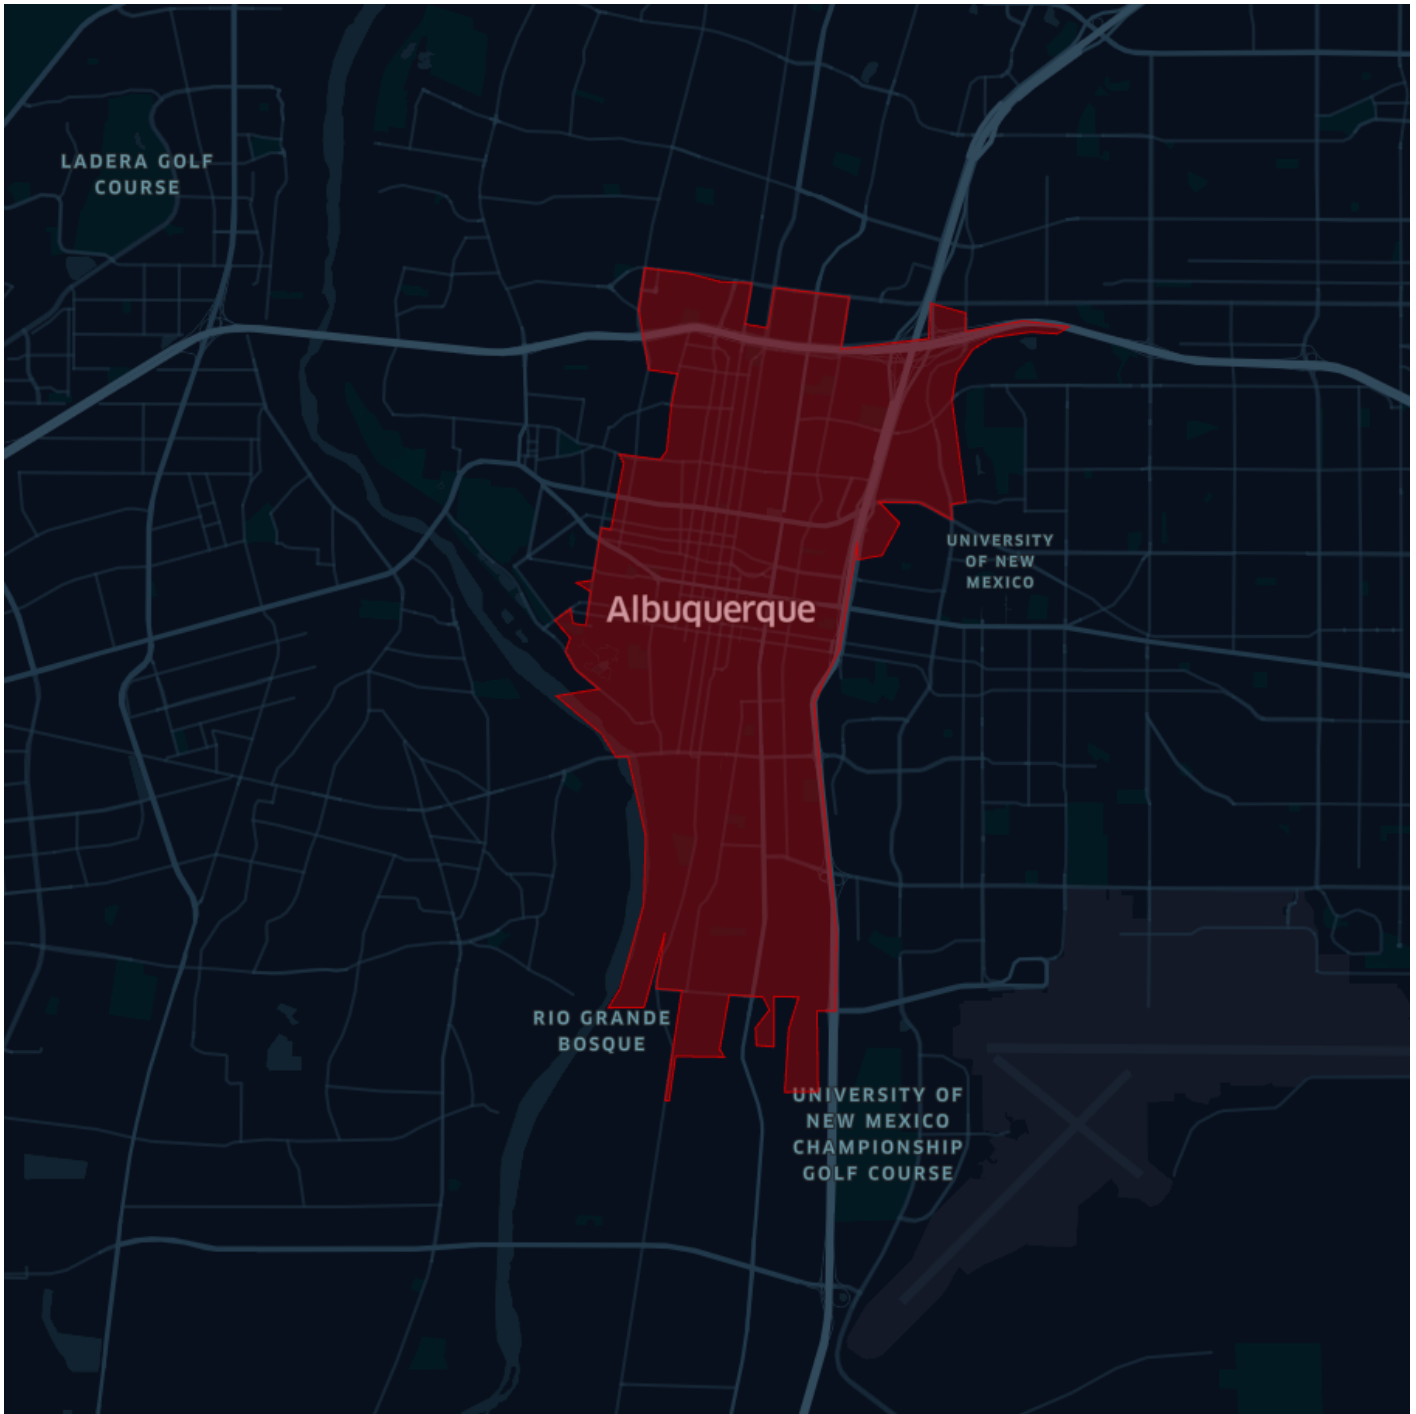 LADERA GOLF
COURSE
UNIVERSITY
OF NEW
MEXICO
Albuquerque
RIO GRANDE
BOSQUE
UNIVERSITY OF
NEW MEXICO
CHAMPIONSHIP
GOLF COURSE